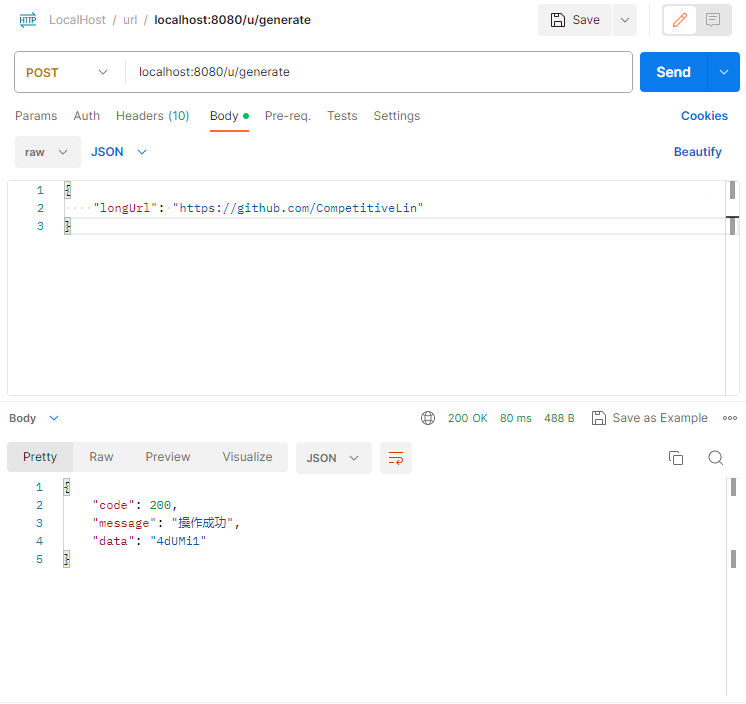 HTTP LocalHost / url / localhost:8080/u/generate Save
POST localhost:8080/u/generate Send
Params Auth Headers (10) Body Pre-req. Tests Settings Cookies
raw JSON Beautify
1 {
2 "longUrl": "https://github.com/CompetitiveLin"
3 }
Body 200 OK 80 ms 488 B Save as Example
Pretty Raw Preview Visualize JSON
1 {
2 "code": 200,
3 "message": "操作成功",
4 "data": "4dUMi1"
5 }